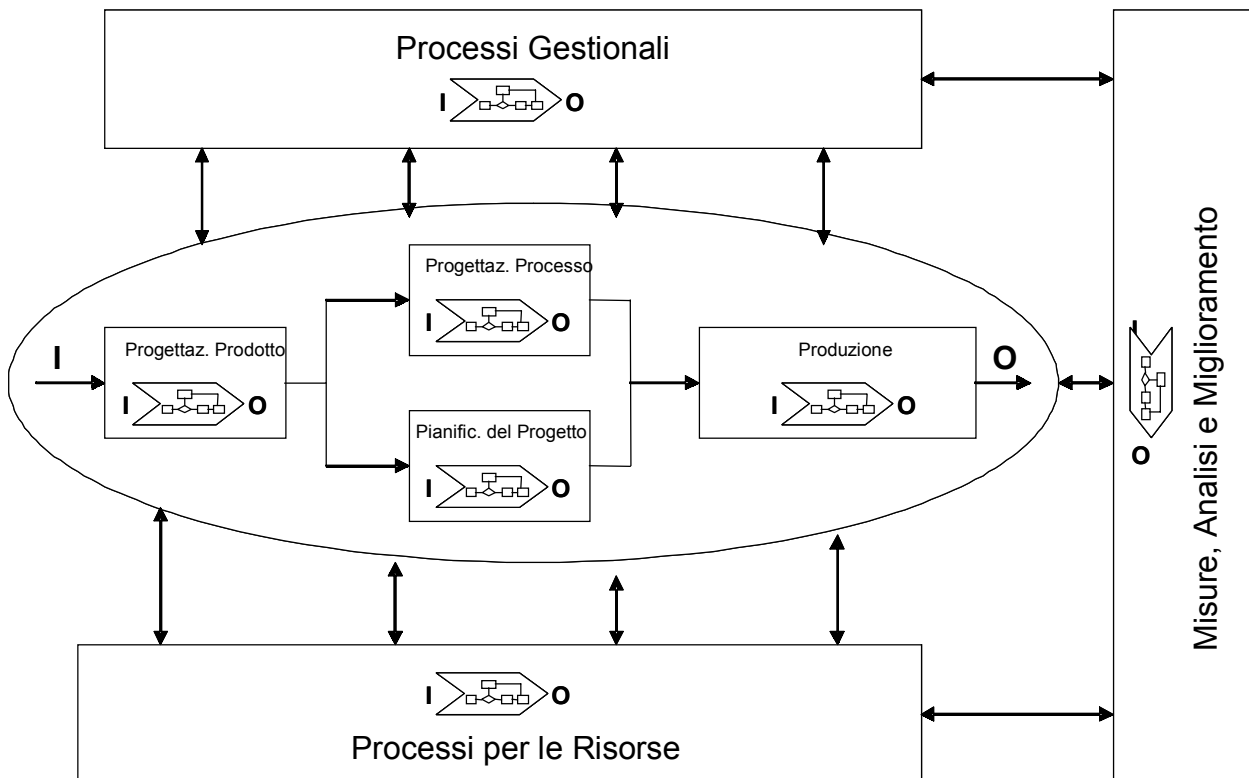 Processi Gestionali
I O
Progettaz. Processo
I O
I
Progettaz. Prodotto
I O
Pianific. del Progetto
I O
Produzione
I O
O
I O
Processi per le Risorse
I
O
Misure, Analisi e Miglioramento